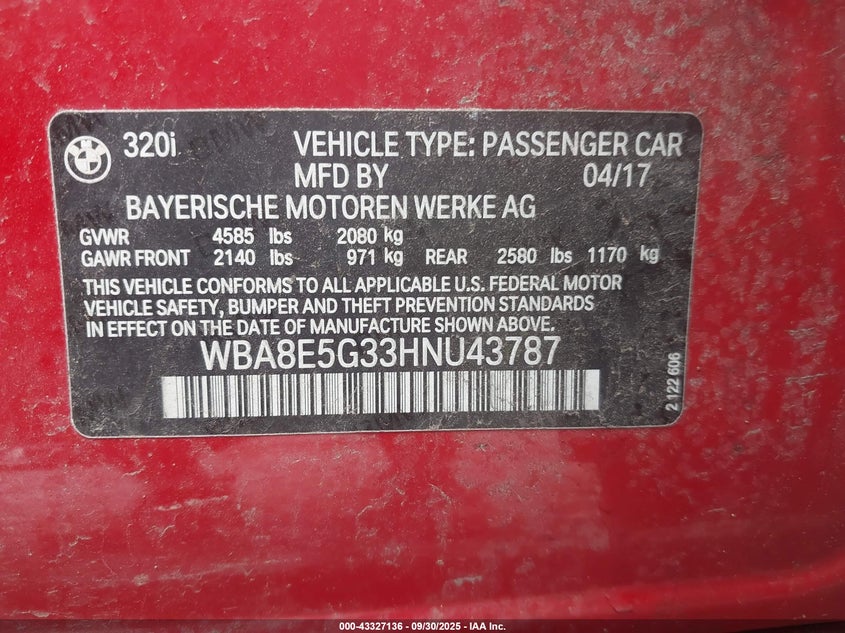 320i VEHICLE TYPE: PASSENGER CAR
MFD BY 04/17
BAYERISCHE MOTOREN WERKE AG
GVWR 4585 lbs 2080 kg
GAWR FRONT 2140 lbs 971 kg REAR 2580 lbs 1170 kg
THIS VEHICLE CONFORMS TO ALL APPLICABLE U.S. FEDERAL MOTOR
VEHICLE SAFETY, BUMPER AND THEFT PREVENTION STANDARDS
IN EFFECT ON THE DATE OF MANUFACTURE SHOWN ABOVE.
WBA8E5G33HNU43787
2 122 606
000-43327136 - 09/30/2025 - IAA Inc.